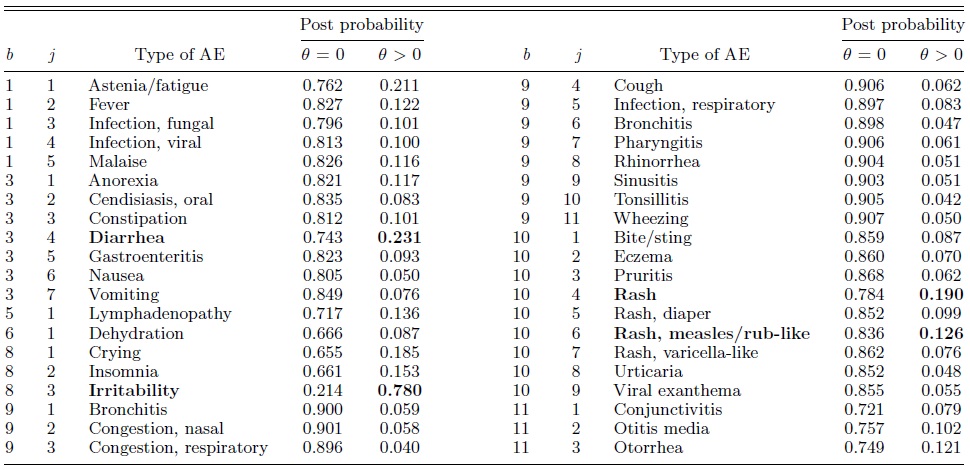 Post probability Post probability
b j Type of AE θ = 0 θ > 0 b j Type of AE θ = 0 θ > 0
1 1 Astenia/fatigue 0.762 0.211 9 4 Cough 0.906 0.062
1 2 Fever 0.827 0.122 9 5 Infection, respiratory 0.897 0.083
1 3 Infection, fungal 0.796 0.101 9 6 Bronchitis 0.898 0.047
1 4 Infection, viral 0.813 0.100 9 7 Pharyngitis 0.906 0.061
1 5 Malaise 0.826 0.116 9 8 Rhinorrhea 0.904 0.051
3 1 Anorexia 0.821 0.117 9 9 Sinusitis 0.903 0.051
3 2 Cendisiasis, oral 0.835 0.083 9 10 Tonsillitis 0.905 0.042
3 3 Constipation 0.812 0.101 9 11 Wheezing 0.907 0.050
3 4 Diarrhea 0.743 0.231 10 1 Bite/sting 0.859 0.087
3 5 Gastroenteritis 0.823 0.093 10 2 Eczema 0.860 0.070
3 6 Nausea 0.805 0.050 10 3 Pruritis 0.868 0.062
3 7 Vomiting 0.849 0.076 10 4 Rash 0.784 0.190
5 1 Lymphadenopathy 0.717 0.136 10 5 Rash, diaper 0.852 0.099
6 1 Dehydration 0.666 0.087 10 6 Rash, measles/rub-like 0.836 0.126
8 1 Crying 0.655 0.185 10 7 Rash, varicella-like 0.862 0.076
8 2 Insomnia 0.661 0.153 10 8 Urticaria 0.852 0.048
8 3 Irritability 0.214 0.780 10 9 Viral exanthema 0.855 0.055
9 1 Bronchitis 0.900 0.059 11 1 Conjunctivitis 0.721 0.079
9 2 Congestion, nasal 0.901 0.058 11 2 Otitis media 0.757 0.102
9 3 Congestion, respiratory 0.896 0.040 11 3 Otorrhea 0.749 0.121